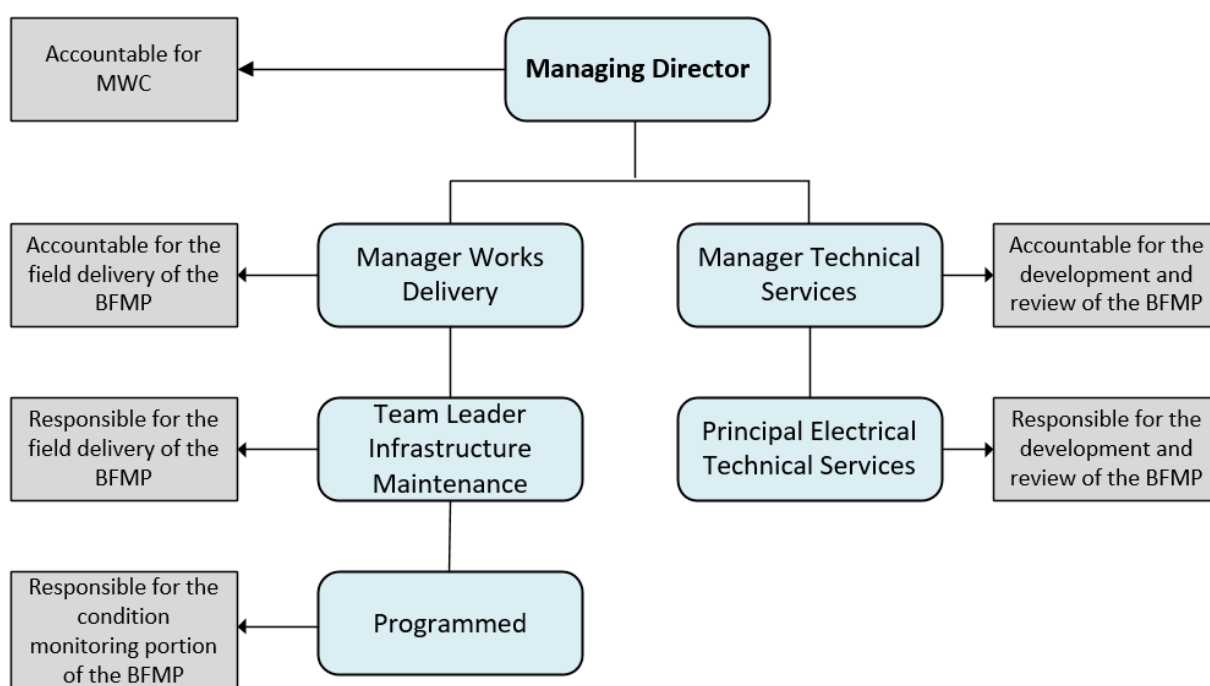 Accountable for
MWC
Managing Director
Accountable for the
field delivery of the
BFMP
Manager Works
Delivery
Manager Technical
Services
Accountable for the
development and
review of the BFMP
Responsible for the
field delivery of the
BFMP
Team Leader
Infrastructure
Maintenance
Principal Electrical
Technical Services
Responsible for the
development and
review of the BFMP
Responsible for the
condition
monitoring portion
of the BFMP
Programmed